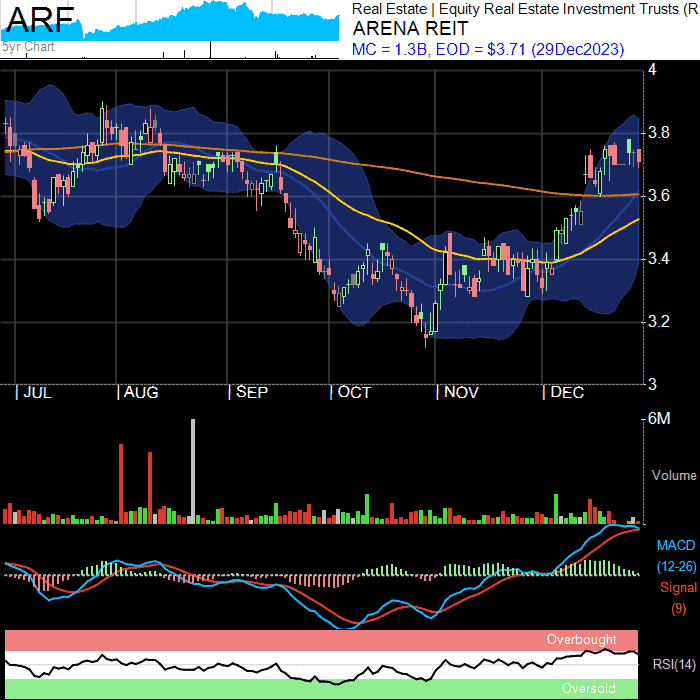 ARF
5yr Chart
Real Estate | Equity Real Estate Investment Trusts (R
ARENA REIT
MC = 1.3B, EOD = $3.71 (29Dec2023)
4
3.8
3.6
3.4
3.2
3
| JUL | AUG | SEP | OCT | NOV | DEC
6M
Volume
MACD
(12-26)
Signal
(9)
Overbought
RSI(14)
Oversold